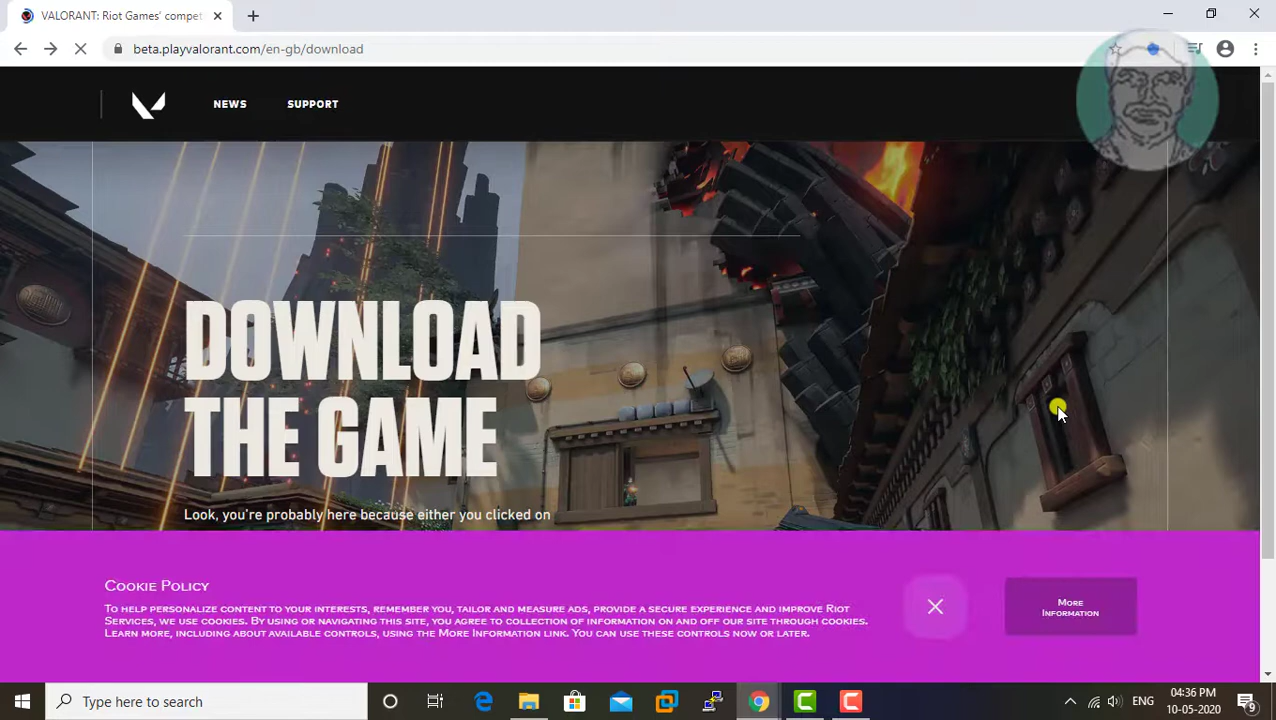 VALORANT: Riot Games' compet
beta.playvalorant.com/en-gb/download
NEWS SUPPORT
DOWNLOAD
THE GAME
Look, you're probably here because either you clicked on
Cookie Policy
To help personalize content to your interests, remember you, tailor and measure ads, provide a secure experience and improve Riot
Services, we use cookies. By using or navigating this site, you agree to collection of information on and off our site through cookies.
Learn more, including about available controls, using the More Information link. You can use these controls now or later.
More
Information
Type here to search
ENG
04:36 PM
10-05-2020
9